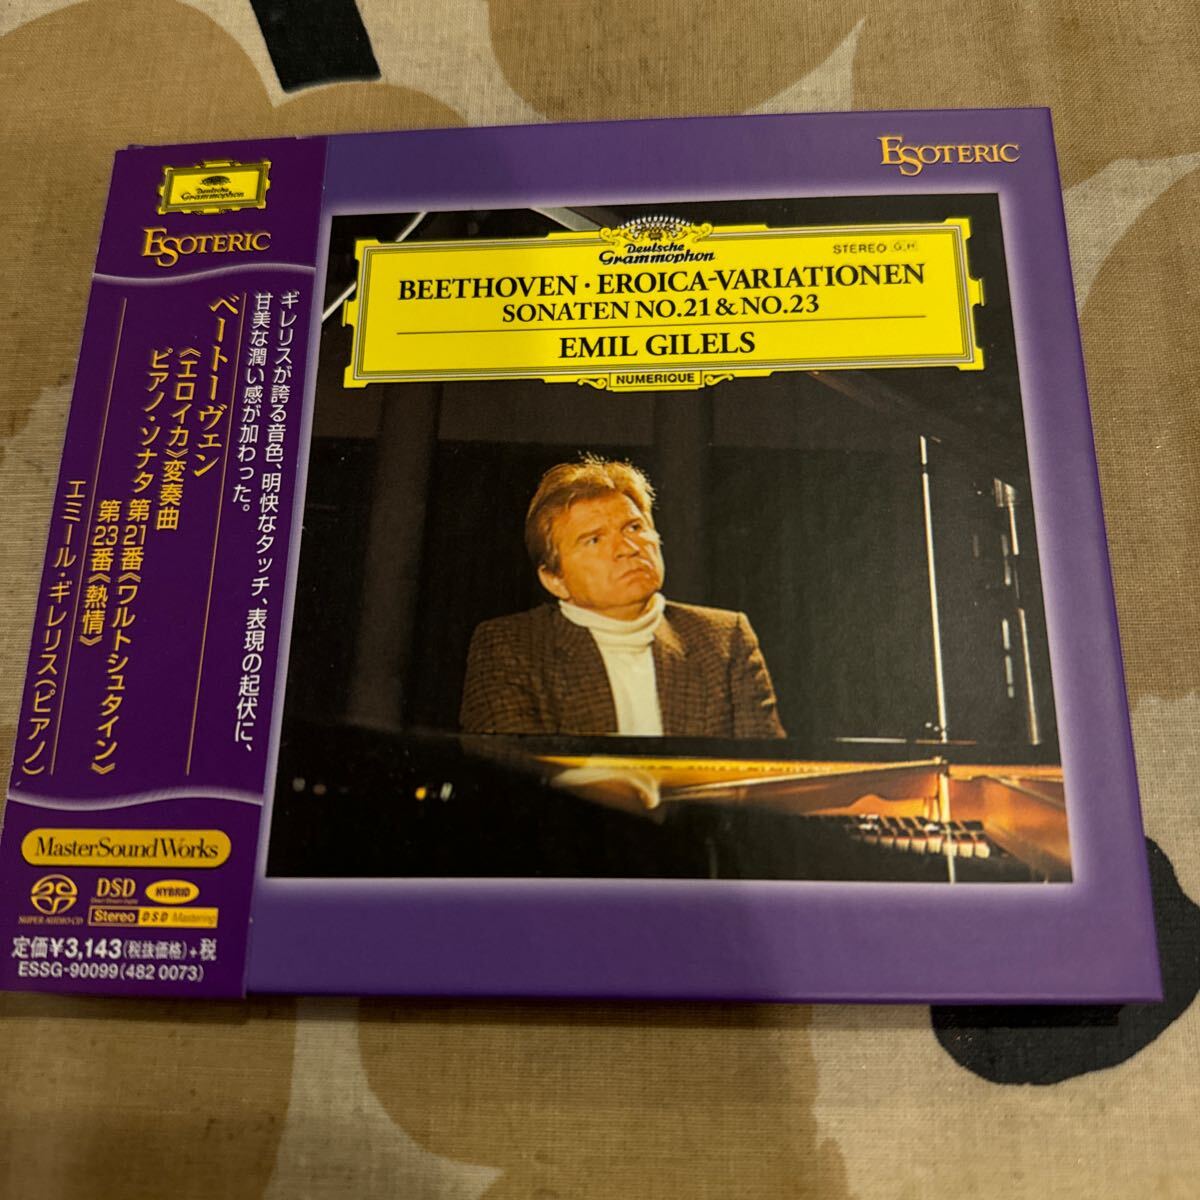 Deutsche
Grammophon
ESOTERIC
ギレリスが誇る音色、明快なタッチ、表現の起伏に、
甘美な潤い感が加わった。
ベートーヴェン
《エロイカ》変奏曲
ピアノ・ソナタ 第21番《ワルトシュタイン》
第23番《熱情》
エミール・ギレリス(ピアノ)
MasterSound Works
SUPER AUDIO CD
DSD
Direct Stream Digital
HYBRID
Stereo
DSD Mastering
定価¥3,143(税抜価格)+税
ESSG-90099(482 0073)
ESOTERIC
Deutsche
Grammophon
STEREO G.H
BEETHOVEN · EROICA-VARIATIONEN
SONATEN NO.21 & NO.23
EMIL GILELS
NUMERIQUE